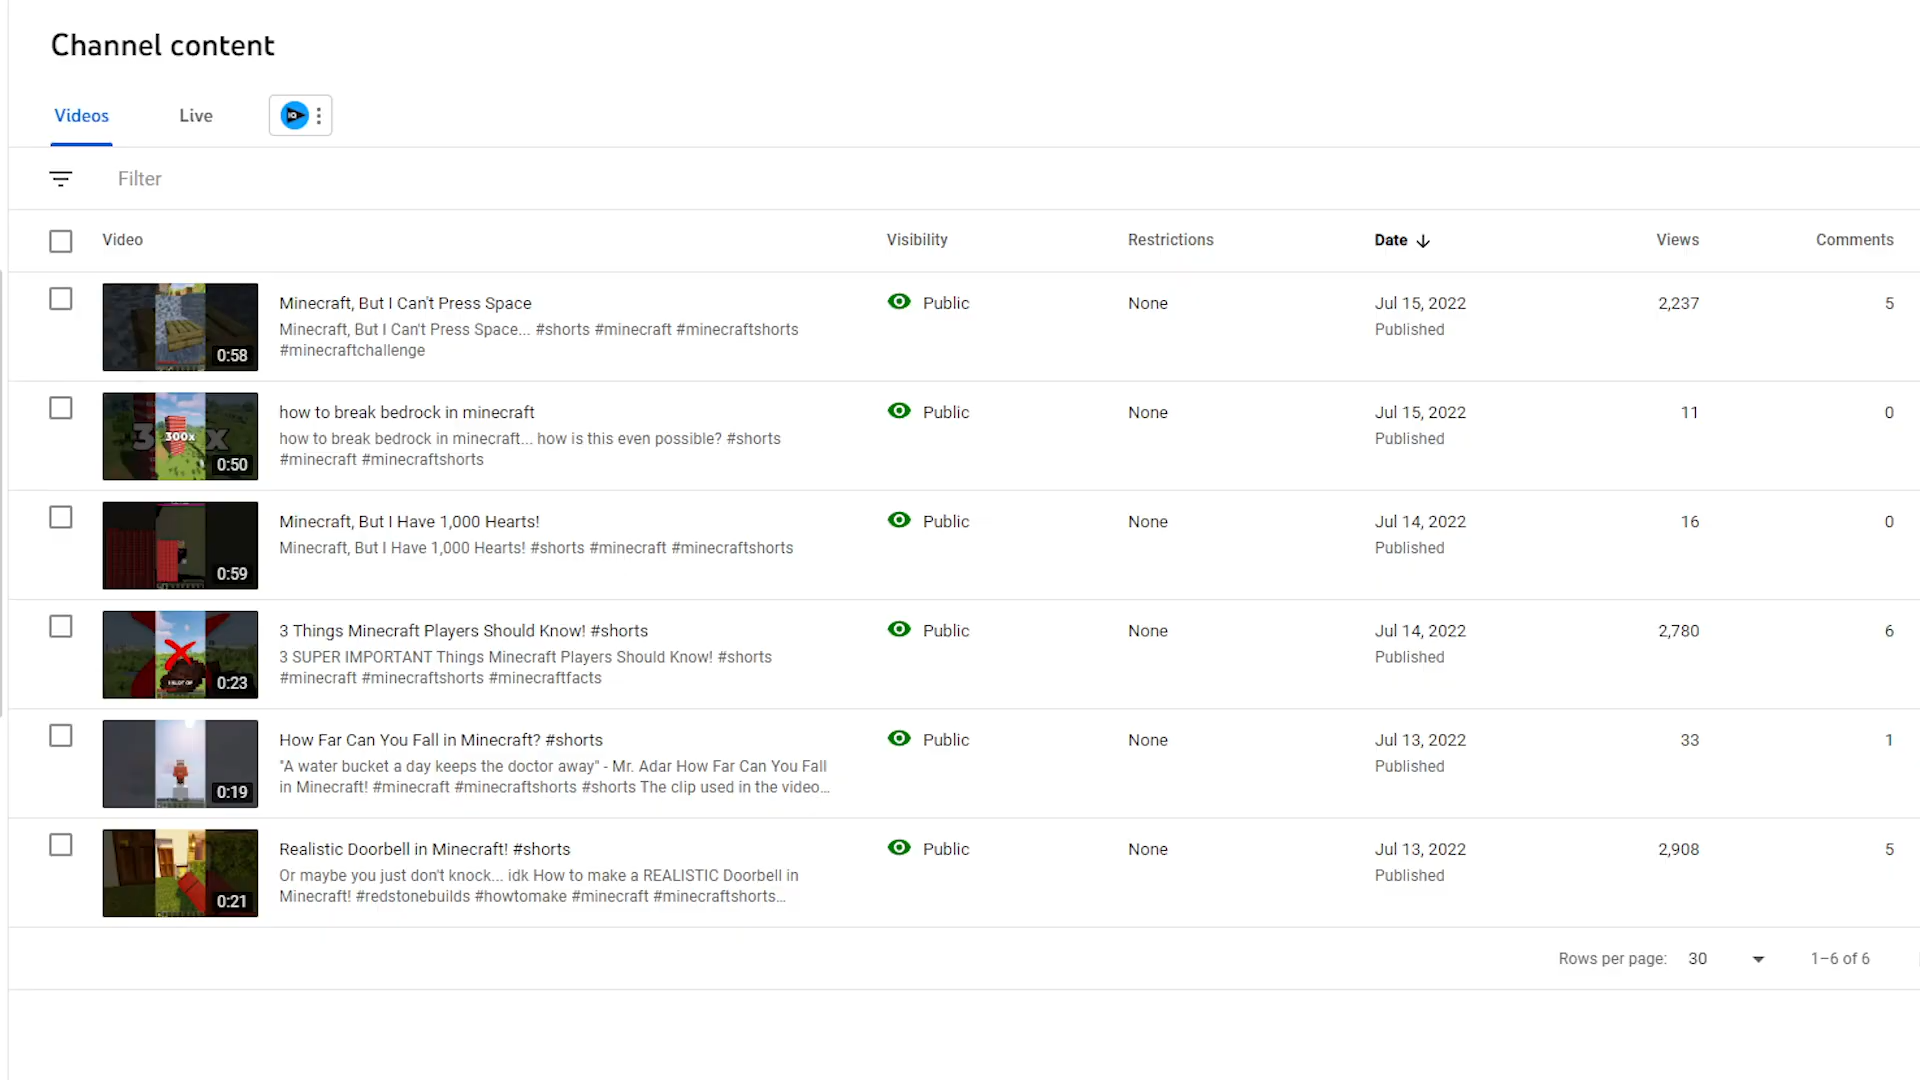 Channel content
Videos
Live
Filter
Video
Visibility
Restrictions
Date
Views
Comments
0:58
Minecraft, But I Can't Press Space
Minecraft, But I Can't Press Space... #shorts #minecraft #minecraftshorts
#minecraftchallenge
Public
None
Jul 15, 2022
Published
2,237
5
300x
0:50
how to break bedrock in minecraft
how to break bedrock in minecraft... how is this even possible? #shorts
#minecraft #minecraftshorts
Public
None
Jul 15, 2022
Published
11
0
0:59
Minecraft, But I Have 1,000 Hearts!
Minecraft, But I Have 1,000 Hearts! #shorts #minecraft #minecraftshorts
Public
None
Jul 14, 2022
Published
16
0
0:23
3 Things Minecraft Players Should Know! #shorts
3 SUPER IMPORTANT Things Minecraft Players Should Know! #shorts
#minecraft #minecraftshorts #minecraftfacts
Public
None
Jul 14, 2022
Published
2,780
6
0:19
How Far Can You Fall in Minecraft? #shorts
"A water bucket a day keeps the doctor away" - Mr. Adar How Far Can You Fall
in Minecraft! #minecraft #minecraftshorts #shorts The clip used in the video...
Public
None
Jul 13, 2022
Published
33
1
0:21
Realistic Doorbell in Minecraft! #shorts
Or maybe you just don't knock... idk How to make a REALISTIC Doorbell in
Minecraft! #redstonebuilds #howtomake #minecraft #minecraftshorts...
Public
None
Jul 13, 2022
Published
2,908
5
Rows per page: 30
1–6 of 6